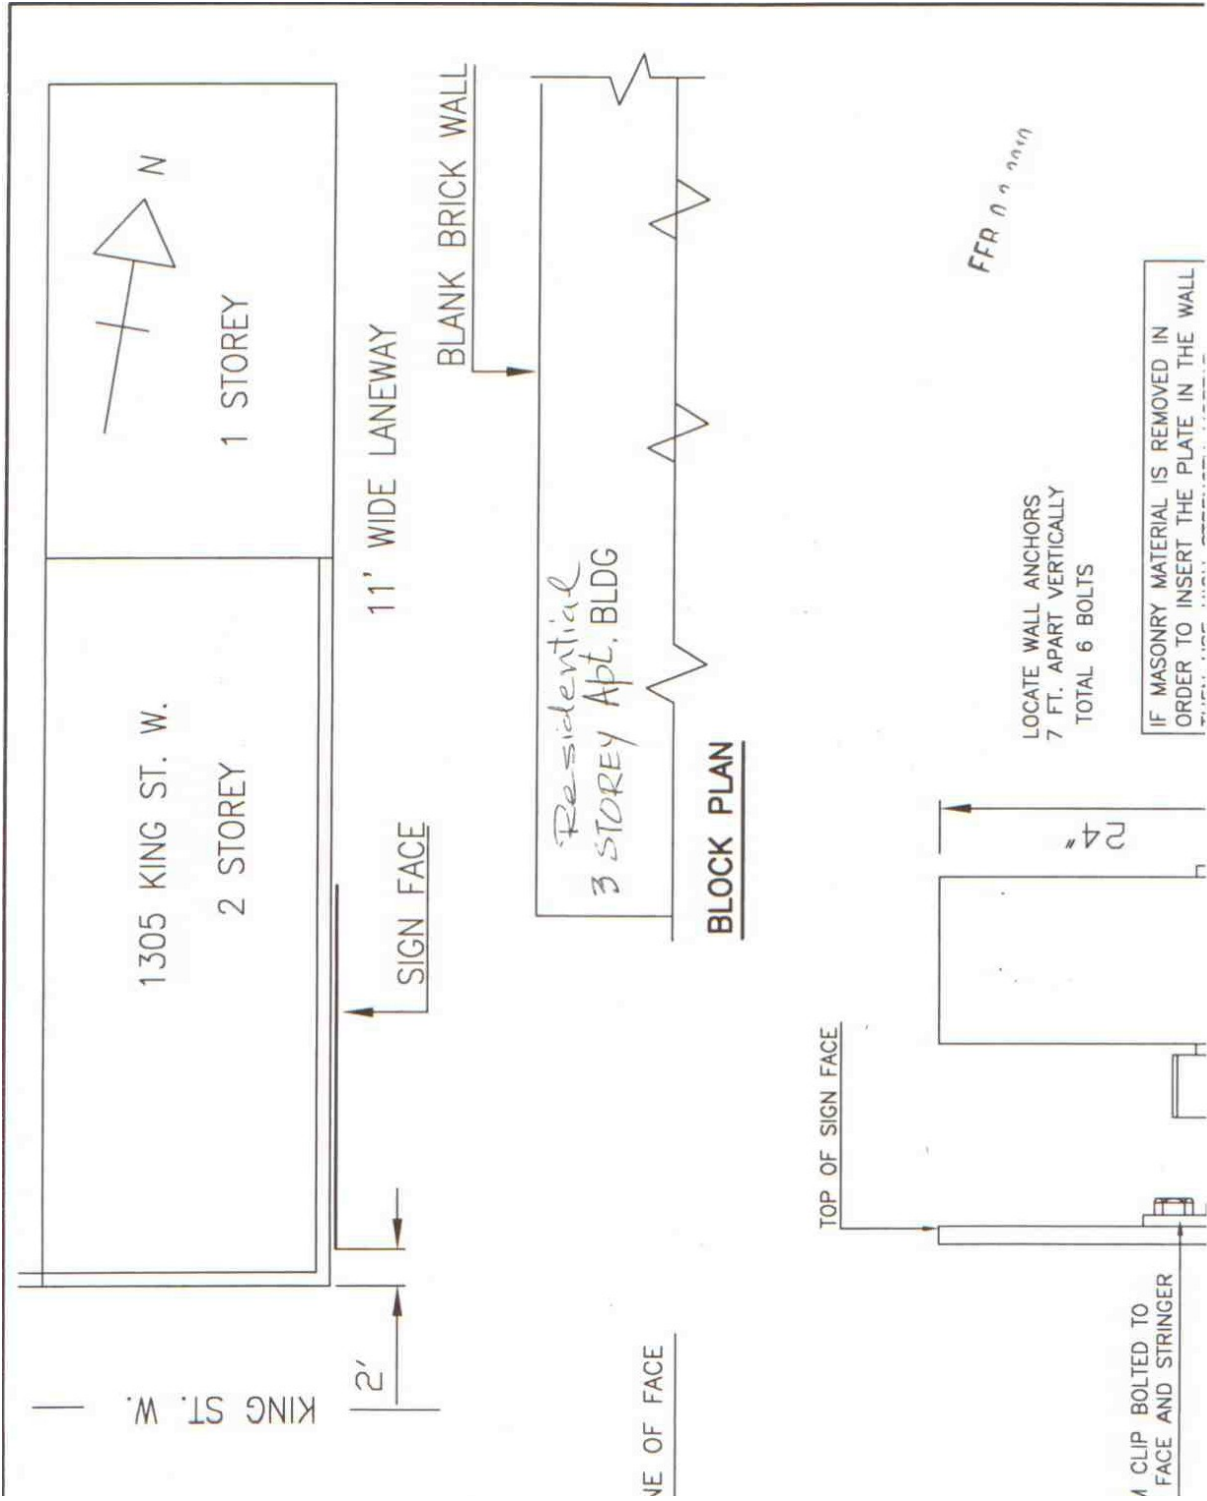 N
1 STOREY
1305 KING ST. W.
2 STOREY
11' WIDE LANEWAY
BLANK BRICK WALL
SIGN FACE
KING ST. W.
2'
Residential
3 STOREY Apt. BLDG
BLOCK PLAN
LOCATE WALL ANCHORS
7 FT. APART VERTICALLY
TOTAL 6 BOLTS
IF MASONRY MATERIAL IS REMOVED IN
ORDER TO INSERT THE PLATE IN THE WALL
24"
TOP OF SIGN FACE
OF FACE
CLIP BOLTED TO
FACE AND STRINGER